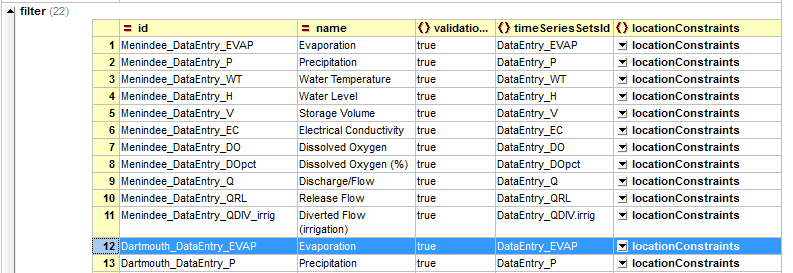 filter (22)
= id = name {} validatio... {} timeSeriesSetsId {} locationConstraints
1 Menindee_DataEntry_EVAP Evaporation true DataEntry_EVAP locationConstraints
2 Menindee_DataEntry_P Precipitation true DataEntry_P locationConstraints
3 Menindee_DataEntry_WT Water Temperature true DataEntry_WT locationConstraints
4 Menindee_DataEntry_H Water Level true DataEntry_H locationConstraints
5 Menindee_DataEntry_V Storage Volume true DataEntry_V locationConstraints
6 Menindee_DataEntry_EC Electrical Conductivity true DataEntry_EC locationConstraints
7 Menindee_DataEntry_DO Dissolved Oxygen true DataEntry_DO locationConstraints
8 Menindee_DataEntry_DOpct Dissolved Oxygen (%) true DataEntry_DOpct locationConstraints
9 Menindee_DataEntry_Q Discharge/Flow true DataEntry_Q locationConstraints
10 Menindee_DataEntry_QRL Release Flow true DataEntry_QRL locationConstraints
11 Menindee_DataEntry_QDIV_irrig Diverted Flow true DataEntry_QDIV.irrig locationConstraints
(irrigation)
12 Dartmouth_DataEntry_EVAP Evaporation true DataEntry_EVAP locationConstraints
13 Dartmouth_DataEntry_P Precipitation true DataEntry_P locationConstraints